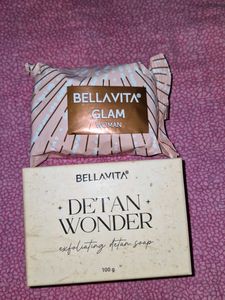 BELLAVITA®
GLAM
WOMAN
BELLAVITA®
DETAN
WONDER
exfoliating detan soap
100 g